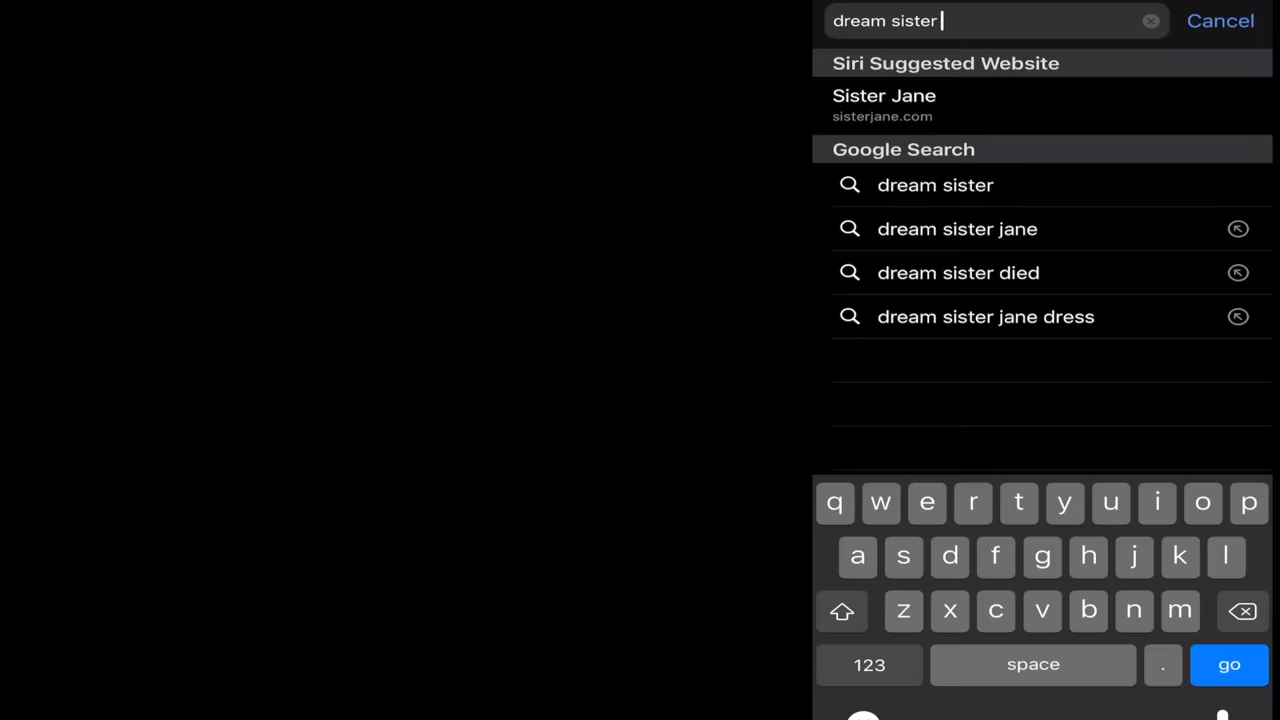 dream sister
Cancel
Siri Suggested Website
Sister Jane
sisterjane.com
Google Search
dream sister
dream sister jane
dream sister died
dream sister jane dress
q w e r t y u i o p
a s d f g h j k l
z x c v b n m
123 space . go